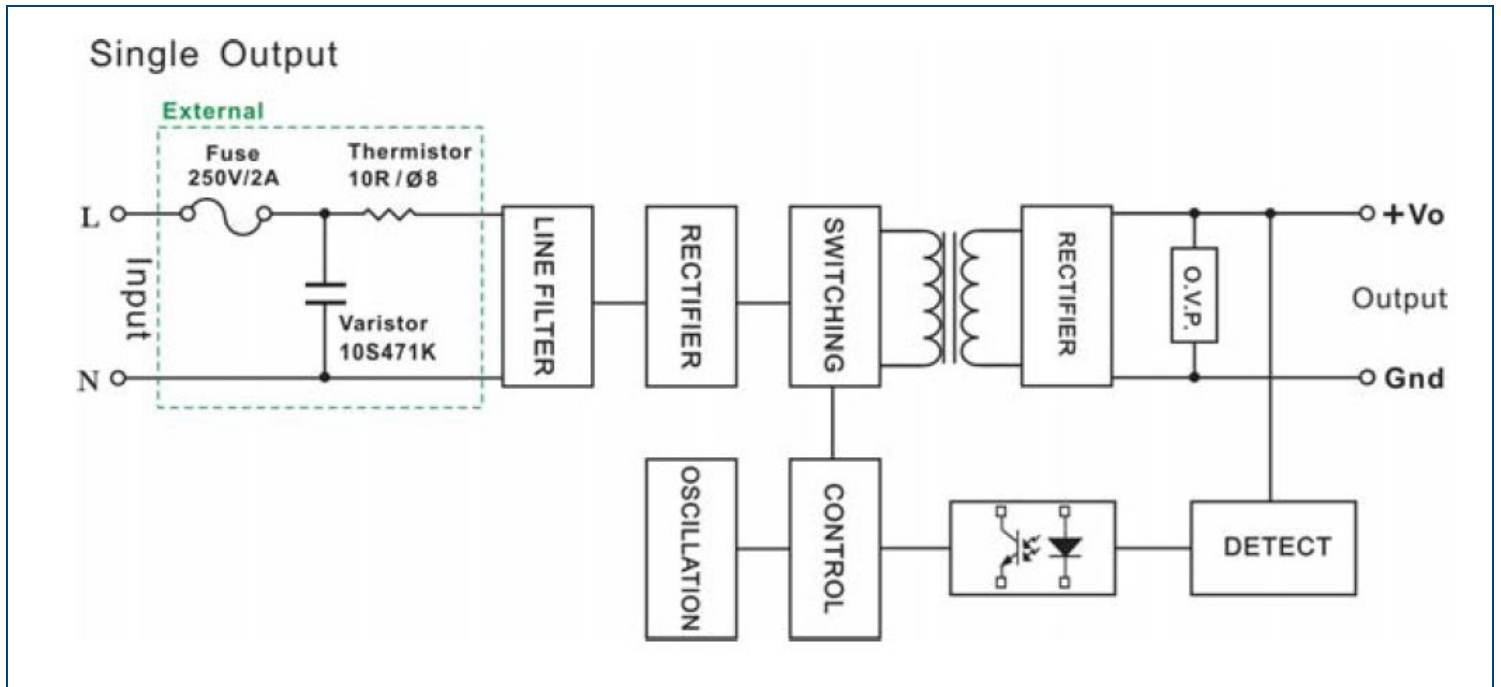 Single Output
External
Fuse
250V/2A
Thermistor
10R/Ø8
L
Input
N
Varistor
10S471K
LINE FILTER
RECTIFIER
SWITCHING
RECTIFIER
O.V.P.
+Vo
Output
Gnd
OSCILLATION
CONTROL
DETECT